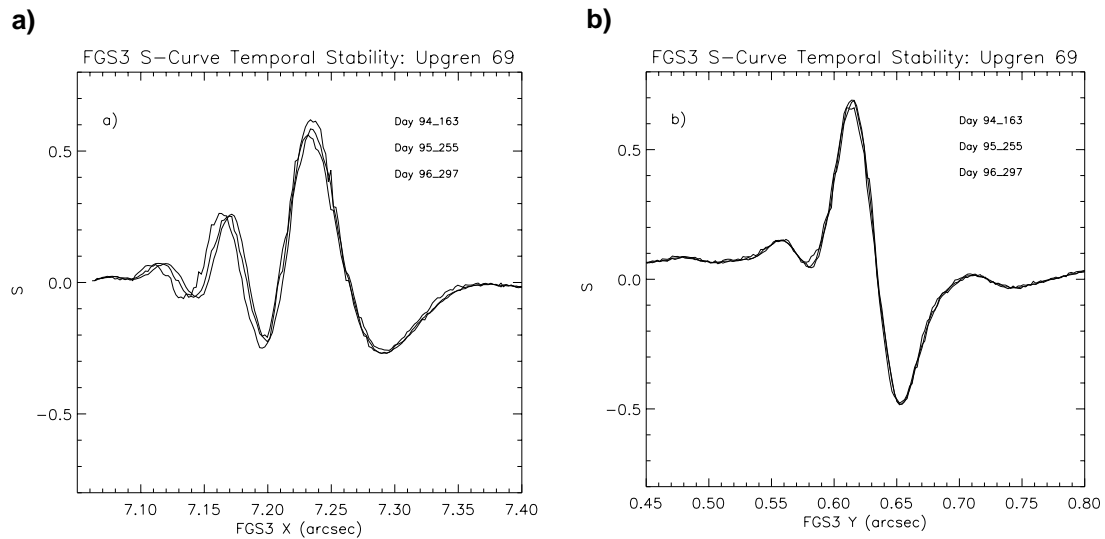 a)
FGS3 S-Curve Temporal Stability: Upgren 69
a)
Day 94_163
Day 95_255
Day 96_297
0.5
0.0
-0.5
S
7.10 7.15 7.20 7.25 7.30 7.35 7.40
FGS3 X (arcsec)
b)
FGS3 S-Curve Temporal Stability: Upgren 69
b)
Day 94_163
Day 95_255
Day 96_297
0.5
0.0
-0.5
S
0.45 0.50 0.55 0.60 0.65 0.70 0.75 0.80
FGS3 Y (arcsec)